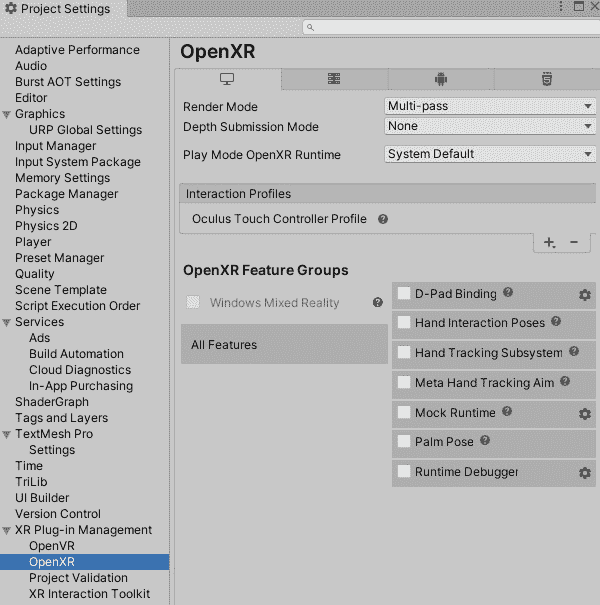 Project Settings
Adaptive Performance
Audio
Burst AOT Settings
Editor
Graphics
URP Global Settings
Input Manager
Input System Package
Memory Settings
Package Manager
Physics
Physics 2D
Player
Preset Manager
Quality
Scene Template
Script Execution Order
Services
Ads
Build Automation
Cloud Diagnostics
In-App Purchasing
ShaderGraph
Tags and Layers
TextMesh Pro
Settings
Time
TriLib
UI Builder
Version Control
XR Plug-in Management
OpenVR
OpenXR
Project Validation
XR Interaction Toolkit
OpenXR
Render Mode Multi-pass
Depth Submission Mode None
Play Mode OpenXR Runtime System Default
Interaction Profiles
Oculus Touch Controller Profile
OpenXR Feature Groups
Windows Mixed Reality
All Features
D-Pad Binding
Hand Interaction Poses
Hand Tracking Subsystem
Meta Hand Tracking Aim
Mock Runtime
Palm Pose
Runtime Debugger